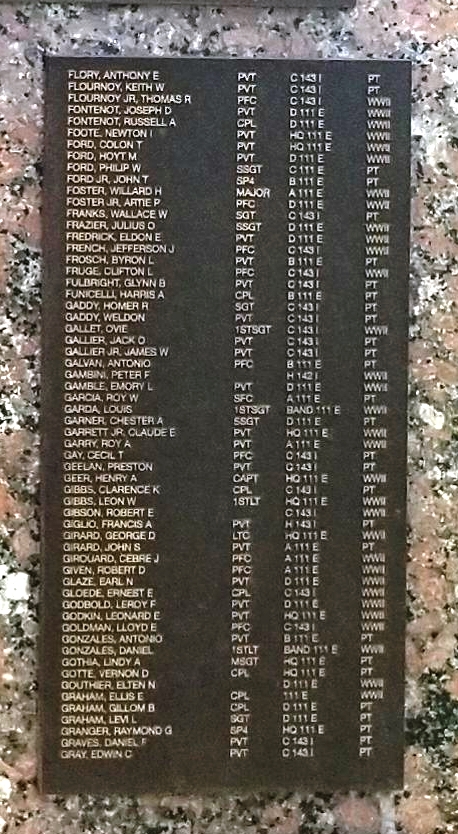 FLORY, ANTHONY E PVT C 143 I PT
FLOURNOY, KEITH W PVT C 143 I PT
FLOURNOY JR, THOMAS R PFC C 143 I WWII
FONTENOT, JOSEPH D PVT D 111 E WWII
FONTENOT, RUSSELL A CPL D 111 E WWII
FOOTE, NEWTON I PVT HQ 111 E WWII
FORD, COLON T PVT HQ 111 E WWII
FORD, HOYT M PVT D 111 E WWII
FORD, PHILIP W SSGT C 111 E PT
FORD JR, JOHN T SP4 B 111 E PT
FOSTER, WILLARD H MAJOR A 111 E WWII
FOSTER JR, ARTIE P PFC D 111 E WWII
FRANKS, WALLACE W SGT C 143 I PT
FRAZIER, JULIUS O SSGT D 111 E WWII
FREDRICK, ELDON E PVT D 111 E WWII
FRENCH, JEFFERSON J PFC C 143 I WWII
FROSCH, BYRON L PVT B 111 E PT
FRUGE, CLIFTON L PFC C 143 I WWII
FULBRIGHT, GLYNN B PVT C 143 I PT
FUNICELLI, HARRIS A CPL B 111 E PT
GADDY, HOMER R SGT C 143 I PT
GADDY, WELDON PVT C 143 I PT
GALLET, OVIE 1STSGT C 143 I WWII
GALLIER, JACK D PVT C 143 I PT
GALLIER JR, JAMES W PVT C 143 I PT
GALVAN, ANTONIO PFC B 111 E PT
GAMBINI, PETER F H 142 I WWII
GAMBLE, EMORY L PVT D 111 E WWII
GARCIA, ROY W SFC A 111 E PT
GARDA, LOUIS 1STSGT BAND 111 E WWII
GARNER, CHESTER A SSGT D 111 E PT
GARRETT JR, CLAUDE E PVT HQ 111 E WWII
GARRY, ROY A PVT A 111 E WWII
GAY, CECIL T PFC C 143 I PT
GEELAN, PRESTON PVT C 143 I PT
GEER, HENRY A CAPT HQ 111 E WWII
GIBBS, CLARENCE K CPL C 143 I PT
GIBBS, LEON W 1STLT HQ 111 E WWII
GIBSON, ROBERT E C 143 I WWII
GIGLIO, FRANCIS A PVT H 143 I PT
GIRARD, GEORGE D LTC HQ 111 E WWII
GIRARD, JOHN S PVT A 111 E PT
GIROUARD, CEBRE J PFC A 111 E WWII
GIVEN, ROBERT D PFC A 111 E WWII
GLAZE, EARL N PVT D 111 E WWII
GLOEDE, ERNEST E CPL C 143 I WWII
GODBOLD, LEROY F PVT D 111 E WWII
GODKIN, LEONARD E PVT HQ 111 E WWII
GOLDMAN, LLOYD E PFC C 143 I WWII
GONZALES, ANTONIO PVT B 111 E PT
GONZALES, DANIEL 1STLT BAND 111 E WWII
GOTHIA, LINDY A MSGT HQ 111 E PT
GOTTE, VERNON D CPL HQ 111 E PT
GOUTHIER, ELTEN N D 111 E WWII
GRAHAM, ELLIS E CPL 111 E WWII
GRAHAM, GILLOM B CPL D 111 E PT
GRAHAM, LEVI L SGT D 111 E PT
GRANGER, RAYMOND G SP4 HQ 111 E PT
GRAVES, DANIEL F PVT C 143 I PT
GRAY, EDWIN C PVT C 143 I PT